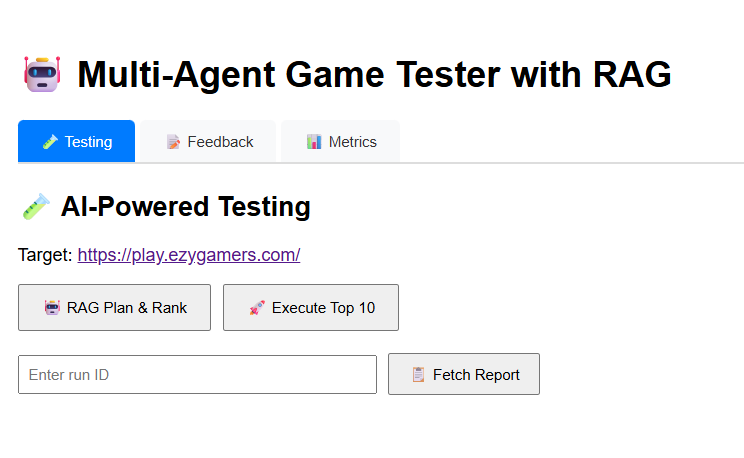 Multi-Agent Game Tester with RAG
Testing Feedback Metrics
AI-Powered Testing
Target: https://play.ezygamers.com/
RAG Plan & Rank Execute Top 10
Enter run ID Fetch Report